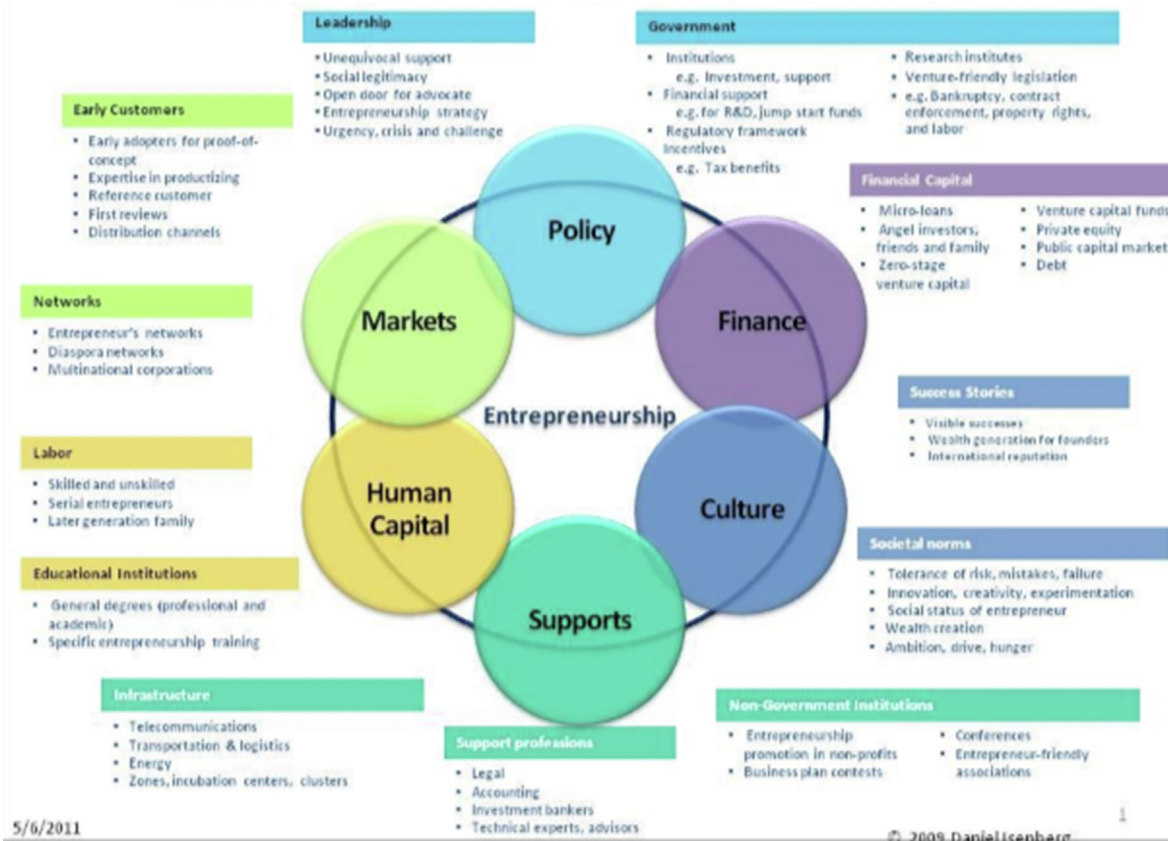 Leadership
▪Unequivocal support
▪Social legitimacy
▪Open door for advocate
▪Entrepreneurship strategy
▪Urgency, crisis and challenge
Government
▪ Institutions
e.g. Investment, support
▪ Financial support
e.g. for R&D, jump start funds
▪ Regulatory framework
Incentives
e.g. Tax benefits
▪ Research institutes
▪ Venture-friendly legislation
▪ e.g. Bankruptcy, contract
enforcement, property rights,
and labor
Early Customers
▪ Early adopters for proof-of-
concept
▪ Expertise in productizing
▪ Reference customer
▪ First reviews
▪ Distribution channels
Financial Capital
▪ Micro-loans
▪ Angel investors,
friends and family
▪ Zero-stage
venture capital
▪ Venture capital funds
▪ Private equity
▪ Public capital market
▪ Debt
Networks
▪ Entrepreneur's networks
▪ Diaspora networks
▪ Multinational corporations
Policy
Markets
Finance
Entrepreneurship
Human
Capital
Culture
Supports
Success Stories
▪ Visible successes
▪ Wealth generation for founders
▪ International reputation
Labor
▪ Skilled and unskilled
▪ Serial entrepreneurs
▪ Later generation family
Societal norms
▪ Tolerance of risk, mistakes, failure
▪ Innovation, creativity, experimentation
▪ Social status of entrepreneur
▪ Wealth creation
▪ Ambition, drive, hunger
Educational Institutions
▪ General degrees (professional and
academic)
▪ Specific entrepreneurship training
Infrastructure
▪ Telecommunications
▪ Transportation & logistics
▪ Energy
▪ Zones, incubation centers, clusters
Support professions
▪ Legal
▪ Accounting
▪ Investment bankers
▪ Technical experts, advisors
Non-Government Institutions
▪ Entrepreneurship
promotion in non-profits
▪ Business plan contests
▪ Conferences
▪ Entrepreneur-friendly
associations
5/6/2011
1
© 2009 Daniel Isenberg